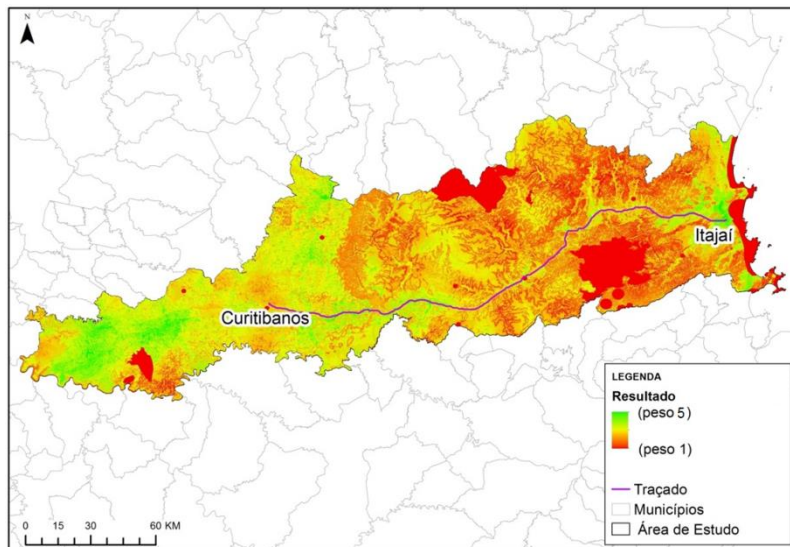 N
Itajaí
Curitibanos
LEGENDA
Resultado
(peso 5)
(peso 1)
Traçado
Municípios
Área de Estudo
0 15 30 60 KM